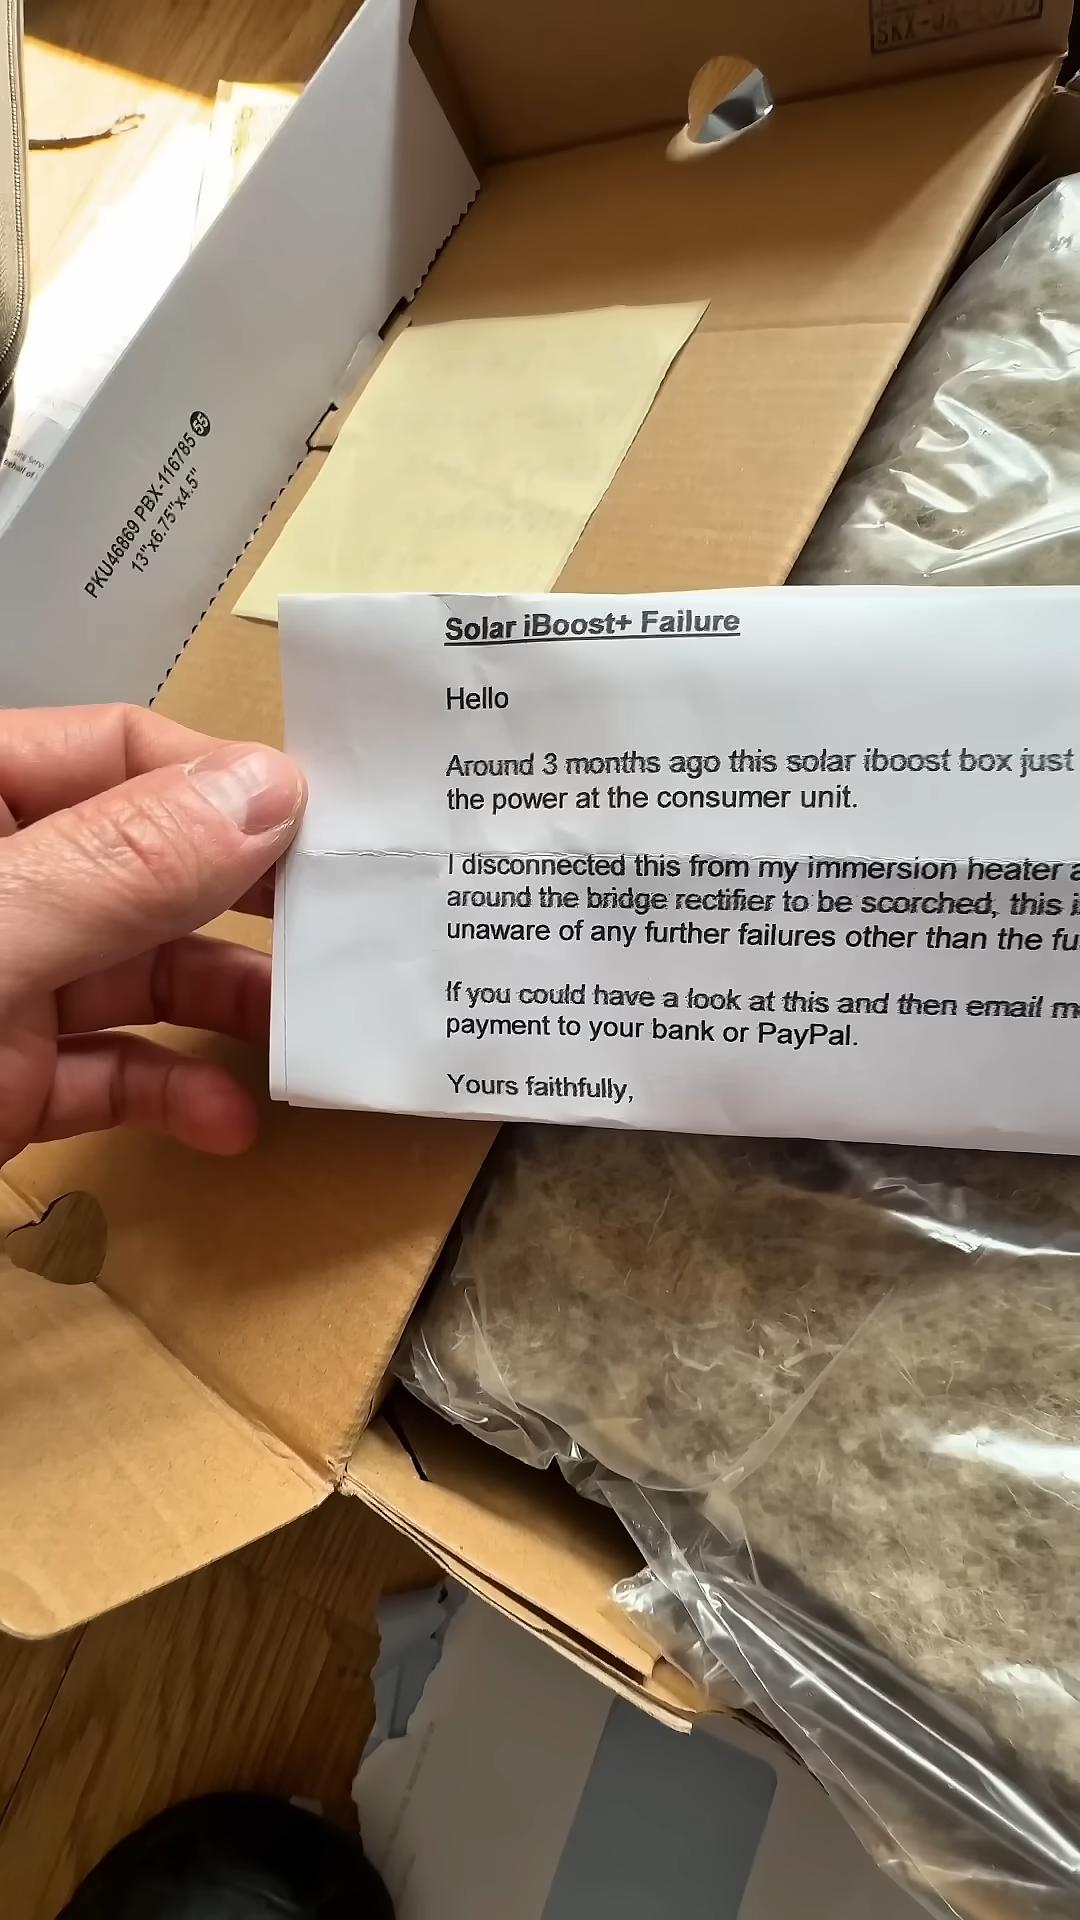 SKX-JX-
PKU46869 PBX-116785 55
13"x6.75"x4.5"
Solar iBoost+ Failure
Hello
Around 3 months ago this solar iboost box just
the power at the consumer unit.
I disconnected this from my immersion heater
around the bridge rectifier to be scorched, this
unaware of any further failures other than the
If you could have a look at this and then email
payment to your bank or PayPal.
Yours faithfully,